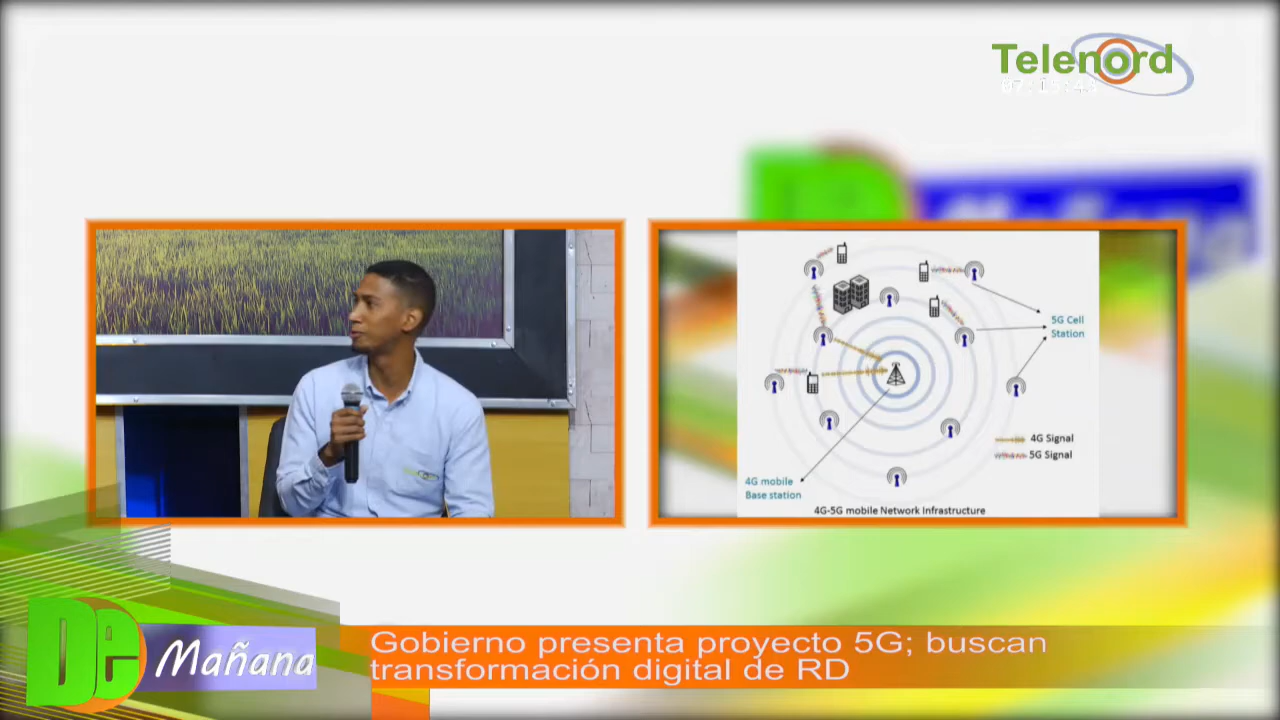 Telenord
5G Cell
Station
4G Signal
5G Signal
4G mobile
Base station
4G-5G mobile Network Infrastructure
De Mañana
Gobierno presenta proyecto 5G; buscan
transformación digital de RD